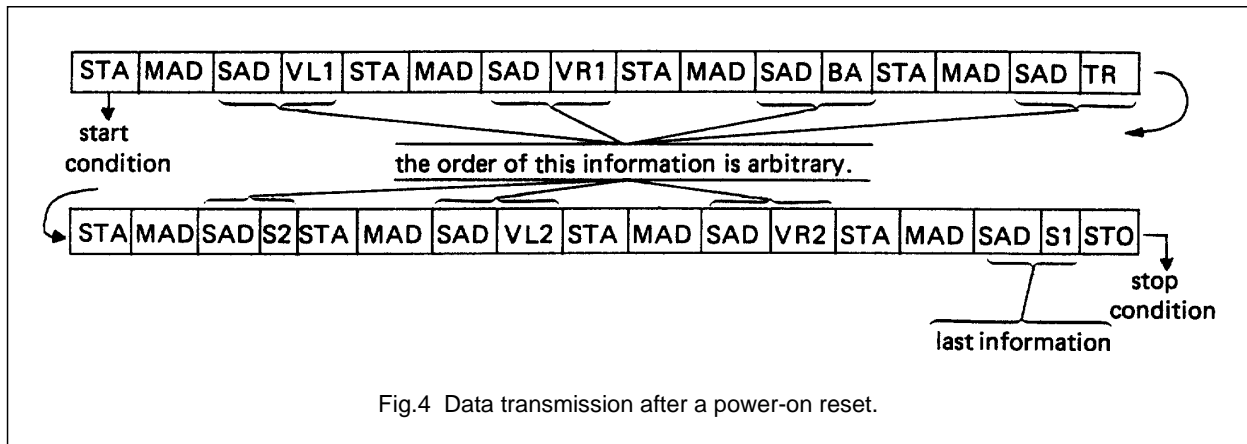 STA MAD SAD VL1 STA MAD SAD VR1 STA MAD SAD BA STA MAD SAD TR
start
condition
the order of this information is arbitrary.
STA MAD SAD S2 STA MAD SAD VL2 STA MAD SAD VR2 STA MAD SAD S1 STO
stop
condition
last information
Fig.4 Data transmission after a power-on reset.